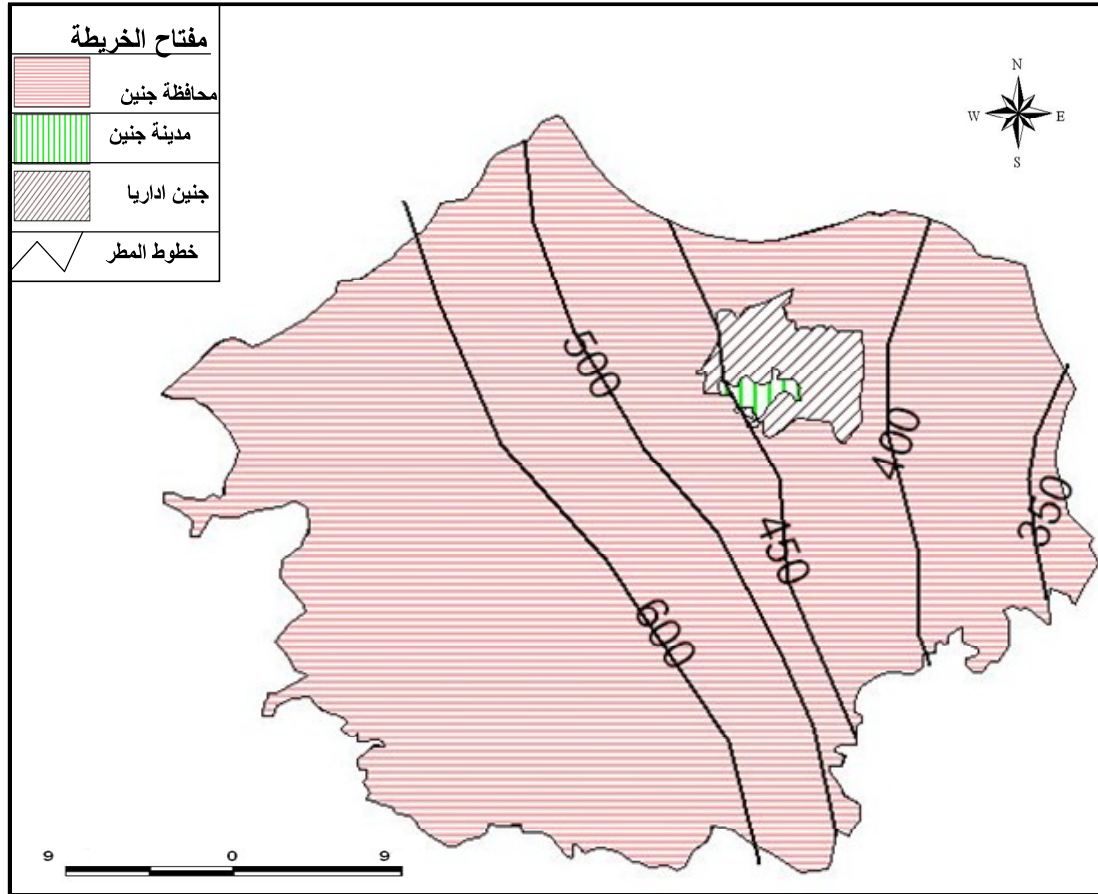 مفتاح الخريطة
محافظة جنين
مدينة جنين
جنين اداريا
خطوط المطر
N
W E
S
500
400
350
450
600
9 0 9